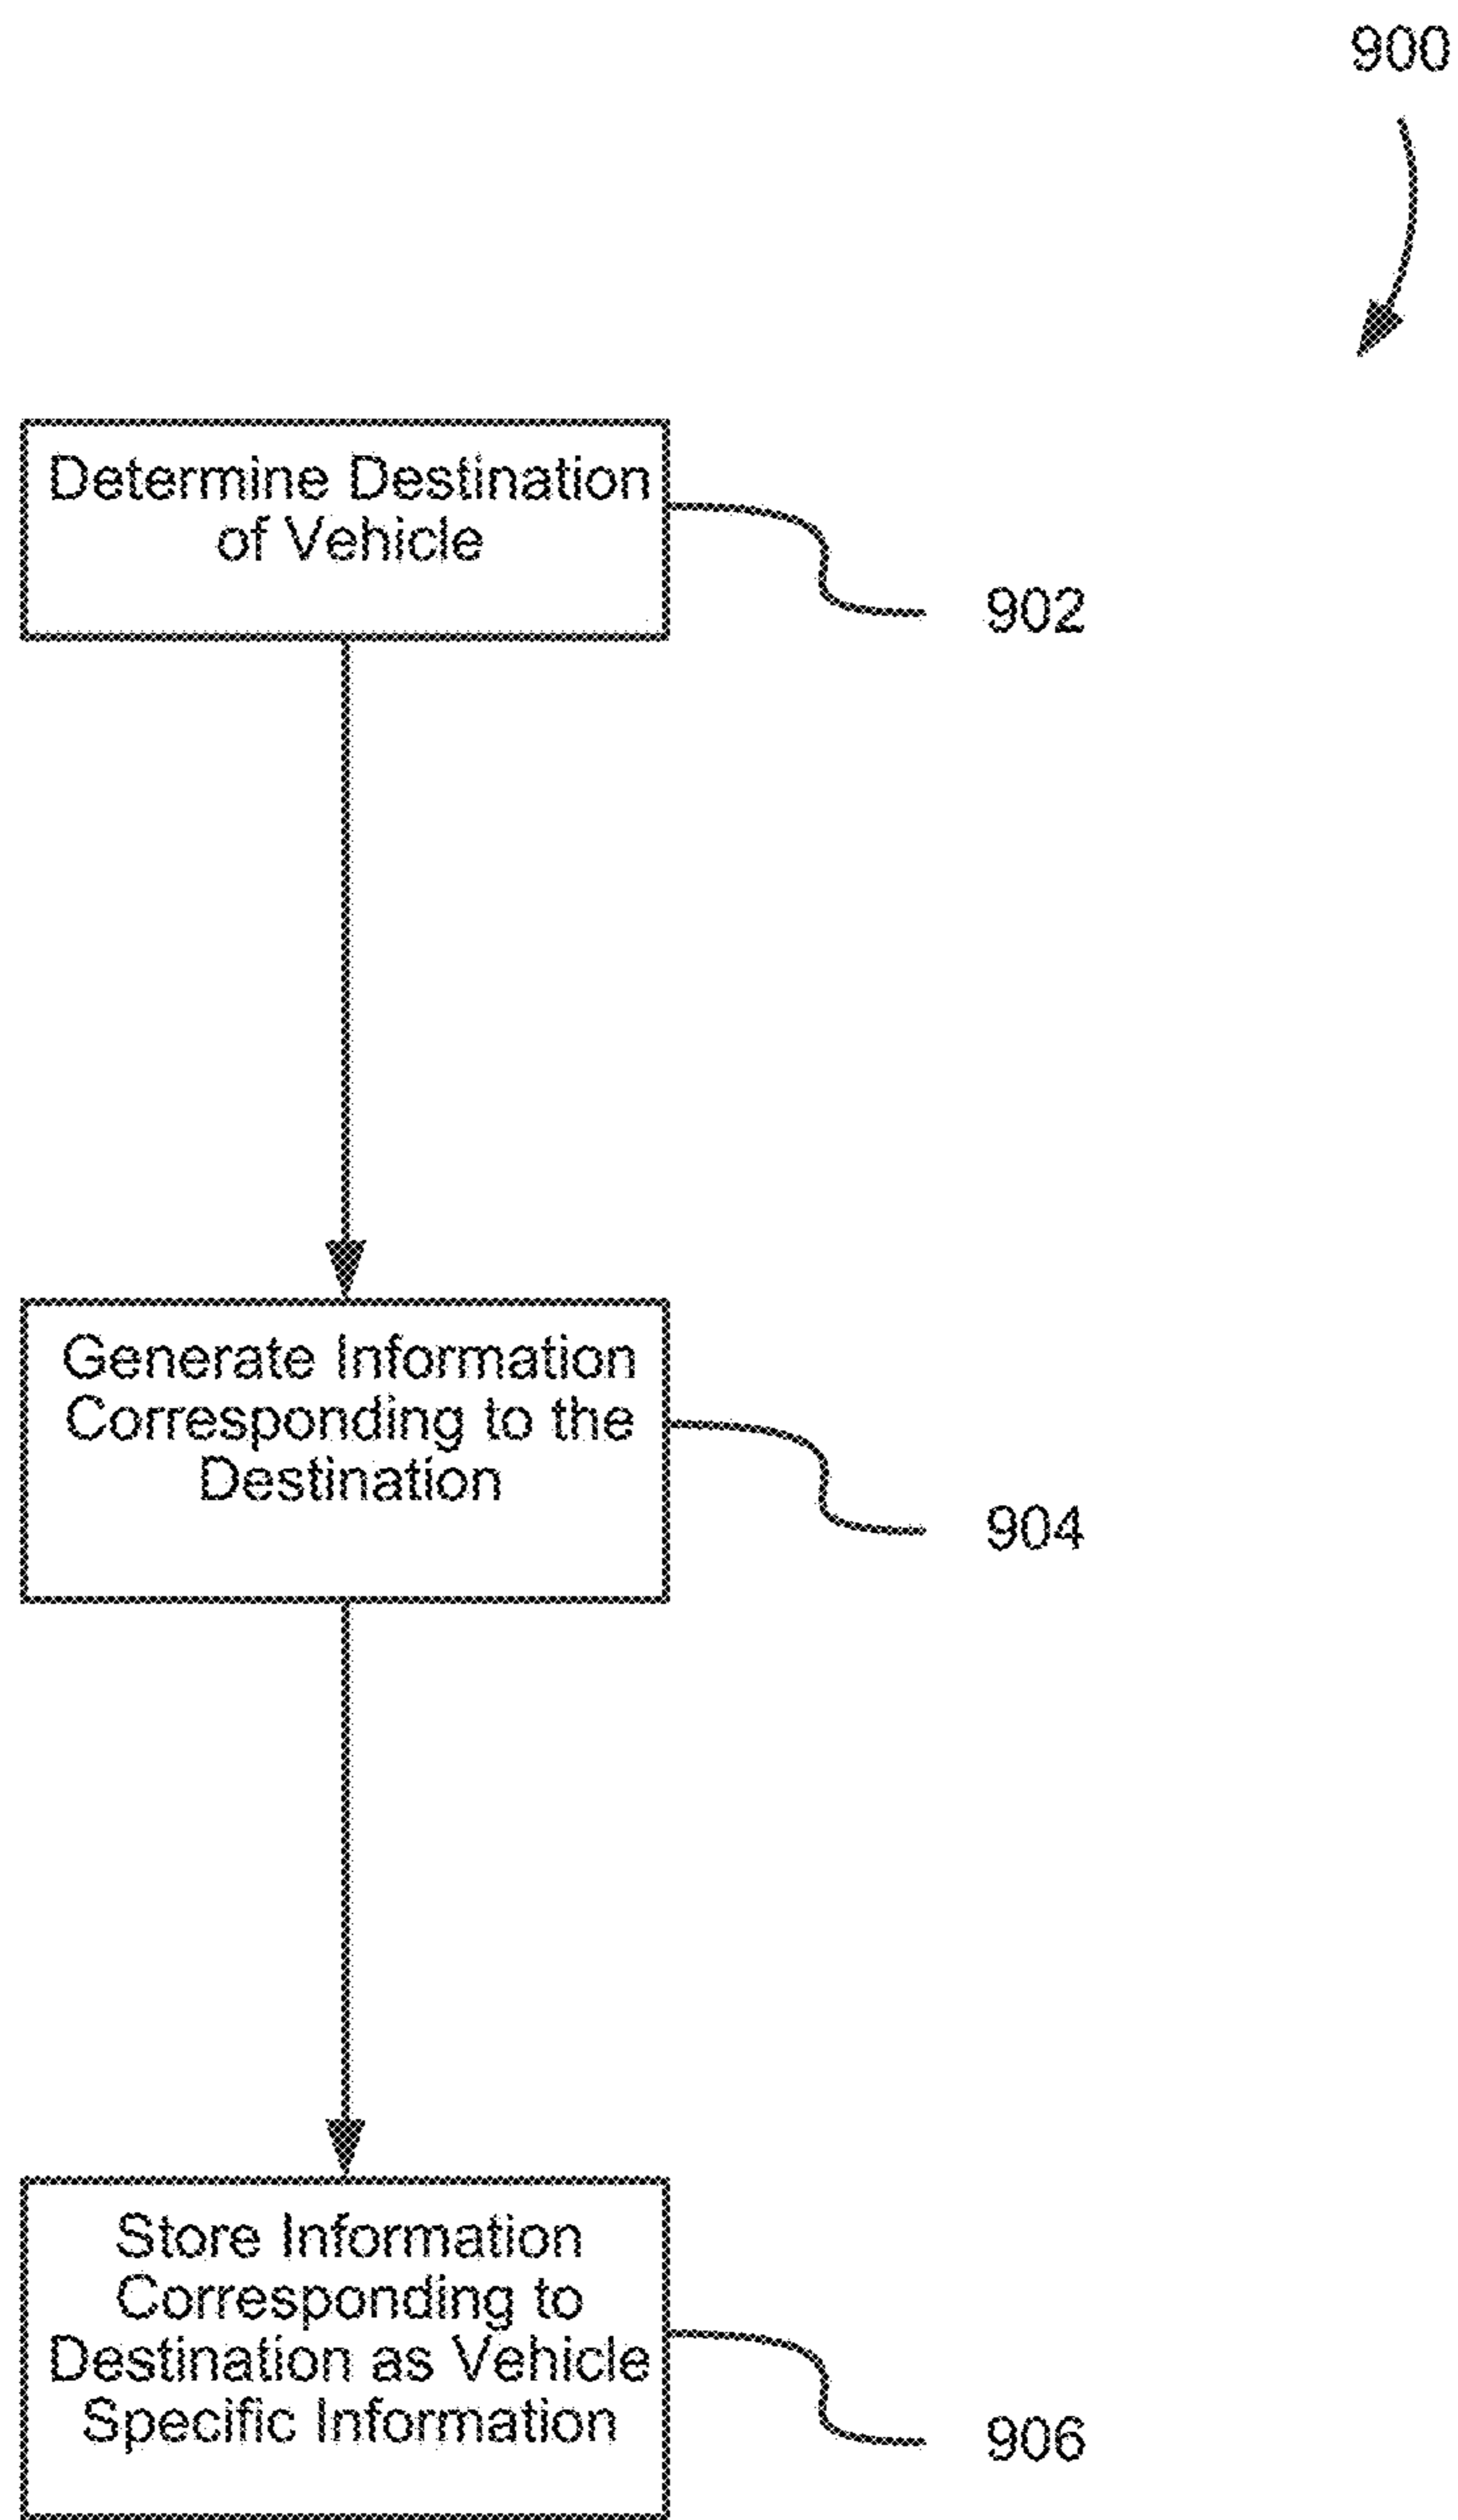 900
Determine Destination
of Vehicle
902
Generate Information
Corresponding to the
Destination
904
Store Information
Corresponding to
Destination as Vehicle
Specific Information
906